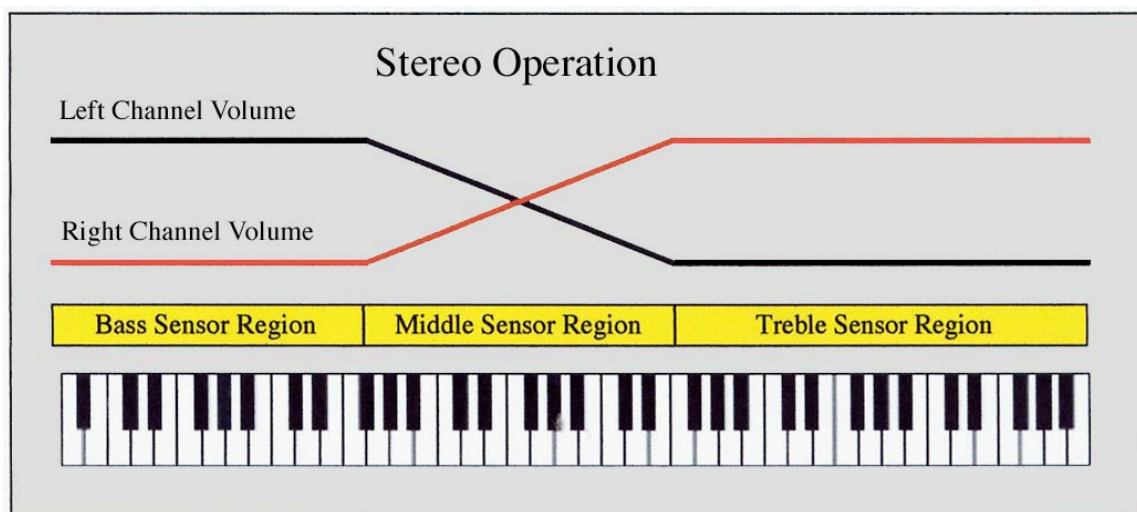 Stereo Operation
Left Channel Volume
Right Channel Volume
Bass Sensor Region
Middle Sensor Region
Treble Sensor Region